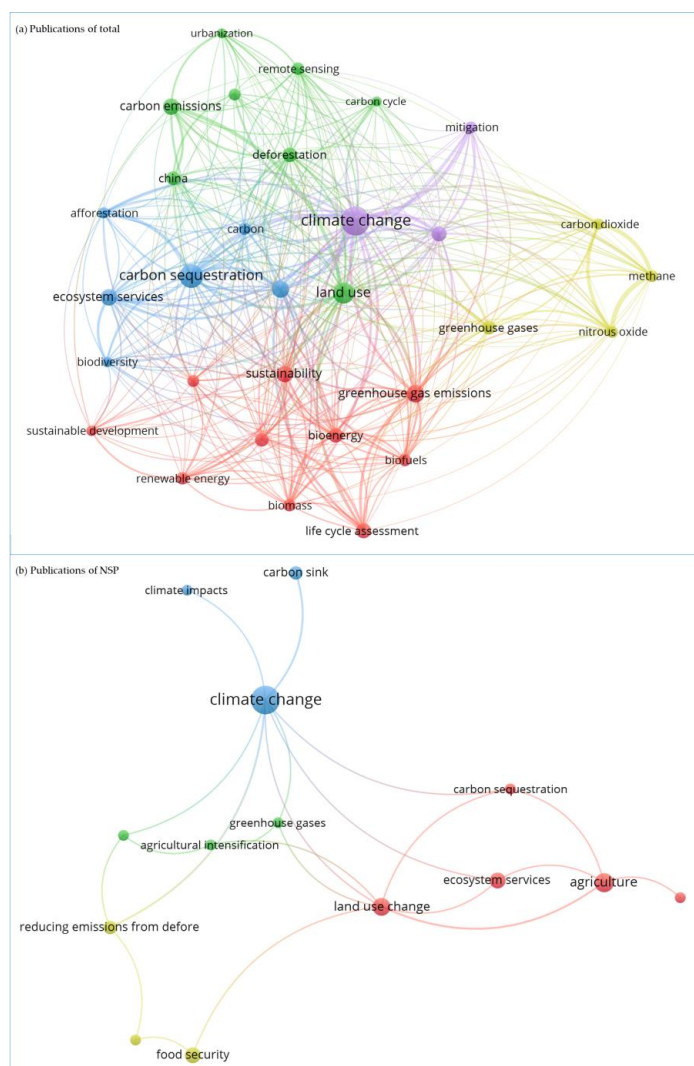 (a) Publications of total
urbanization
remote sensing
carbon emissions
carbon cycle
mitigation
deforestation
china
afforestation
carbon
climate change
carbon dioxide
carbon sequestration
methane
ecosystem services
land use
greenhouse gases
nitrous oxide
biodiversity
sustainability
greenhouse gas emissions
sustainable development
bioenergy
biofuels
renewable energy
biomass
life cycle assessment
(b) Publications of NSP
carbon sink
climate impacts
climate change
carbon sequestration
greenhouse gases
agricultural intensification
ecosystem services
agriculture
land use change
reducing emissions from defore
food security